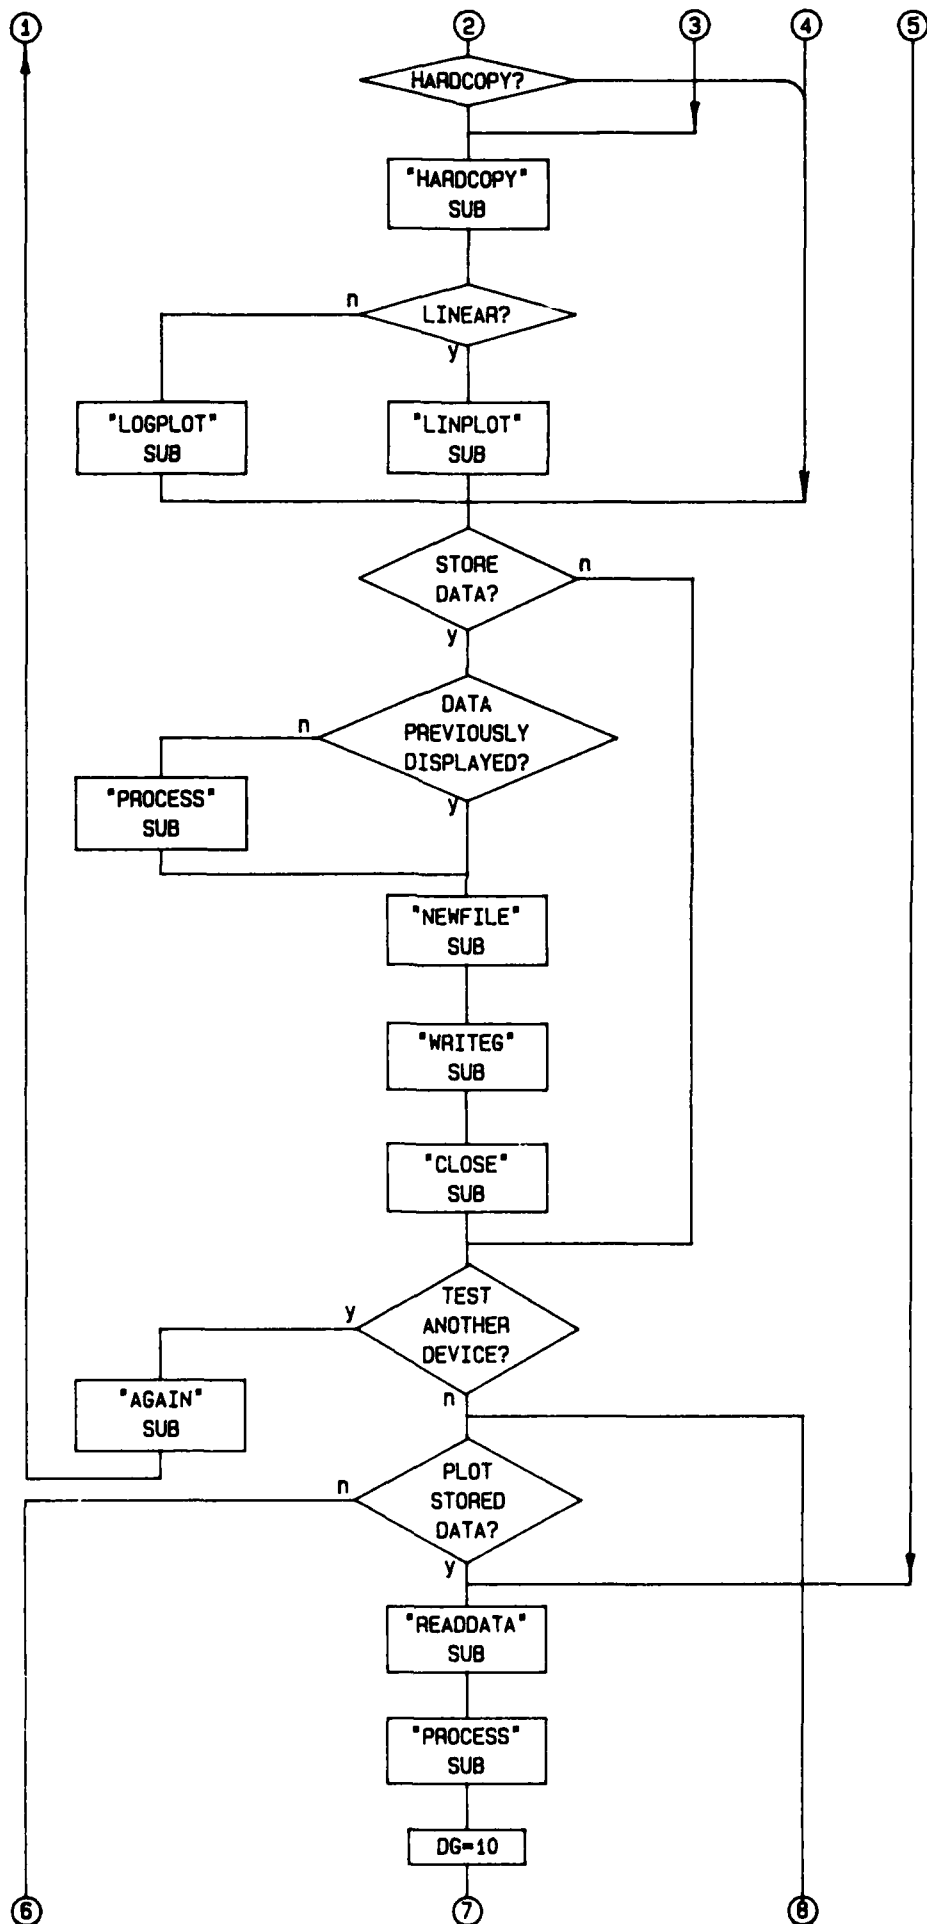 1 2 3 4 5
HARDCOPY?
"HARDCOPY"
SUB
n
LINEAR?
y
"LOGPLOT"
SUB
"LINPLOT"
SUB
STORE
DATA?
n
y
n
DATA
PREVIOUSLY
DISPLAYED?
y
"PROCESS"
SUB
"NEWFILE"
SUB
"WRITEG"
SUB
"CLOSE"
SUB
y
TEST
ANOTHER
DEVICE?
n
"AGAIN"
SUB
n
PLOT
STORED
DATA?
y
"READDATA"
SUB
"PROCESS"
SUB
DG=10
6 7 8